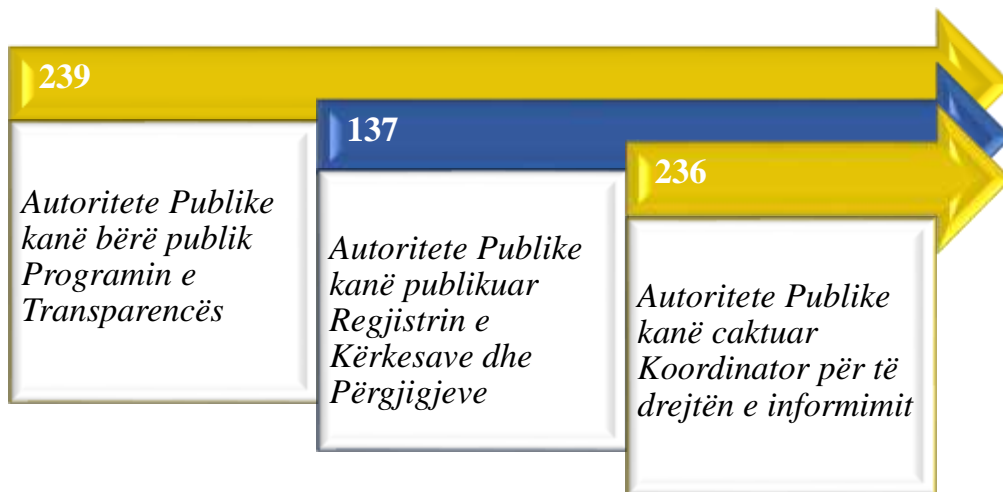 239
Autoritete Publike
kanë bërë publik
Programin e
Transparencës
137
Autoritete Publike
kanë publikuar
Regjistrin e
Kërkesave dhe
Përgjigjeve
236
Autoritete Publike
kanë caktuar
Koordinator për të
drejtën e informimit